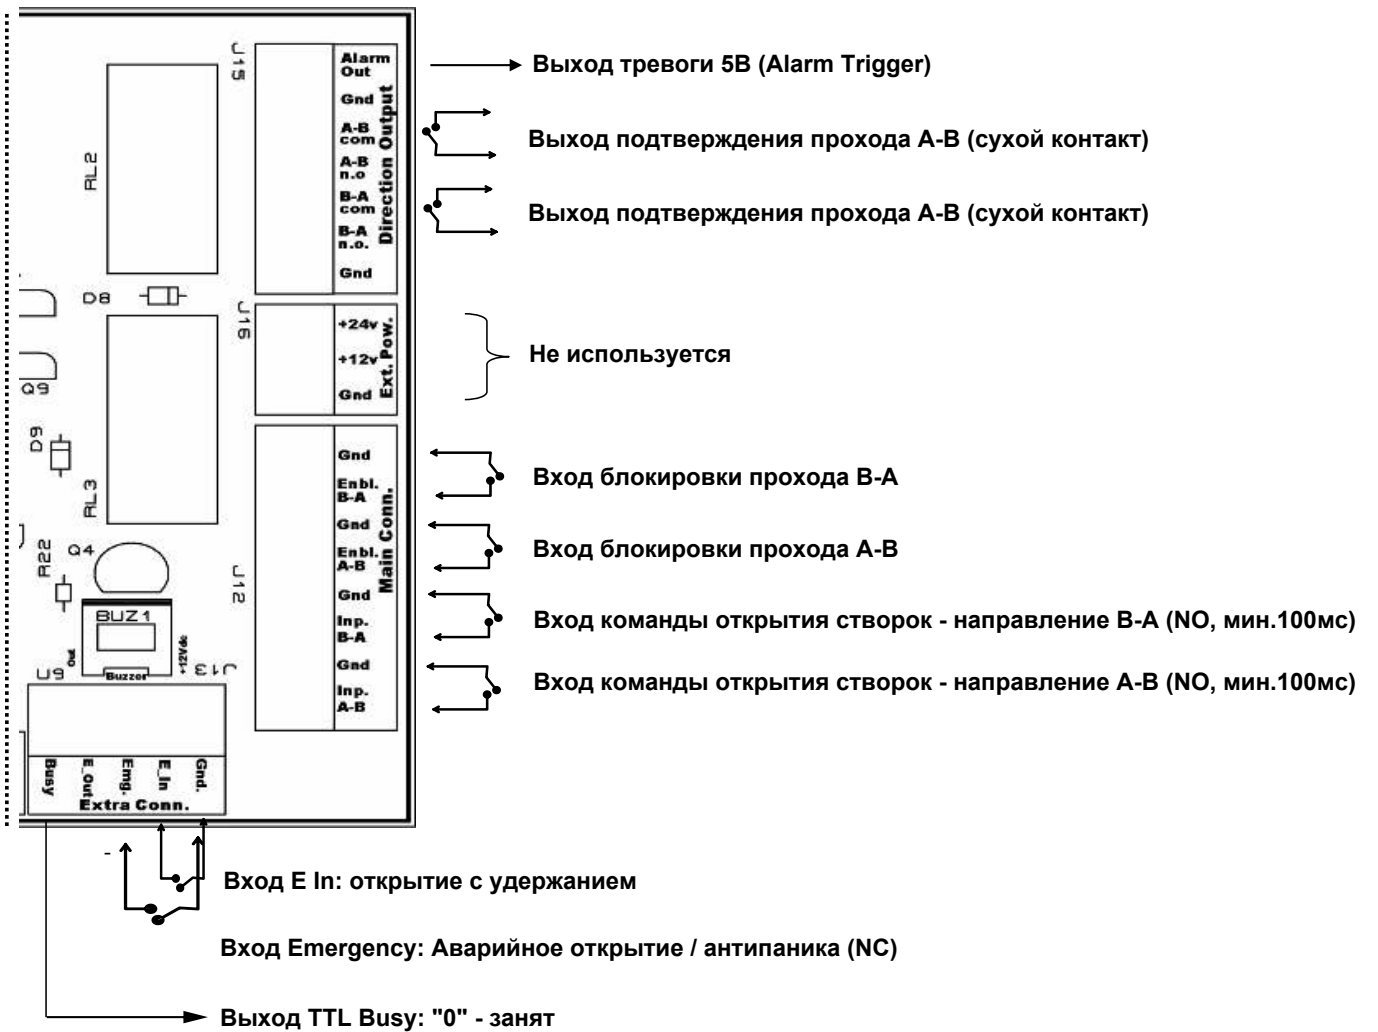 J15
Alarm
Out
Выход тревоги 5В (Alarm Trigger)
Gnd
A-B
com
Выход подтверждения прохода A-B (сухой контакт)
A-B
n.o
B-A
com
Выход подтверждения прохода A-B (сухой контакт)
B-A
n.o.
Gnd
Direction Output
RL2
D8
J16
+24v
+12v
Gnd
Ext. Pow.
Не используется
Q9
D9
RL3
Gnd
Enbl.
B-A
Вход блокировки прохода B-A
Gnd
Enbl.
A-B
Вход блокировки прохода A-B
Gnd
Inp.
B-A
Вход команды открытия створок - направление B-A (NO, мин.100мс)
Gnd
Inp.
A-B
Вход команды открытия створок - направление A-B (NO, мин.100мс)
Main Conn.
J12
R22
Q4
BUZ1
Out
+12Vdc
Buzzer
U9
J13
Busy
E_Out
Emg.
E_In
Gnd.
Extra Conn.
-
Вход E In: открытие с удержанием
Вход Emergency: Аварийное открытие / антипаника (NC)
Выход TTL Busy: "0" - занят